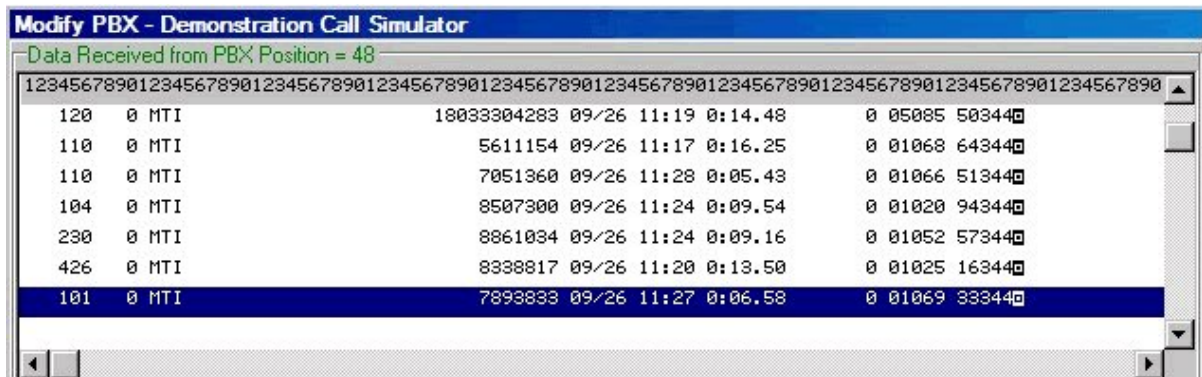 Modify PBX - Demonstration Call Simulator
Data Received from PBX Position = 48
1234567890123456789012345678901234567890123456789012345678901234567890123456789012345678901234567890
120 0 MTI 18033304283 09/26 11:19 0:14.48 0 05085 50344
110 0 MTI 5611154 09/26 11:17 0:16.25 0 01068 64344
110 0 MTI 7051360 09/26 11:28 0:05.43 0 01066 51344
104 0 MTI 8507300 09/26 11:24 0:09.54 0 01020 94344
230 0 MTI 8861034 09/26 11:24 0:09.16 0 01052 57344
426 0 MTI 8338817 09/26 11:20 0:13.50 0 01025 16344
101 0 MTI 7893833 09/26 11:27 0:06.58 0 01069 33344